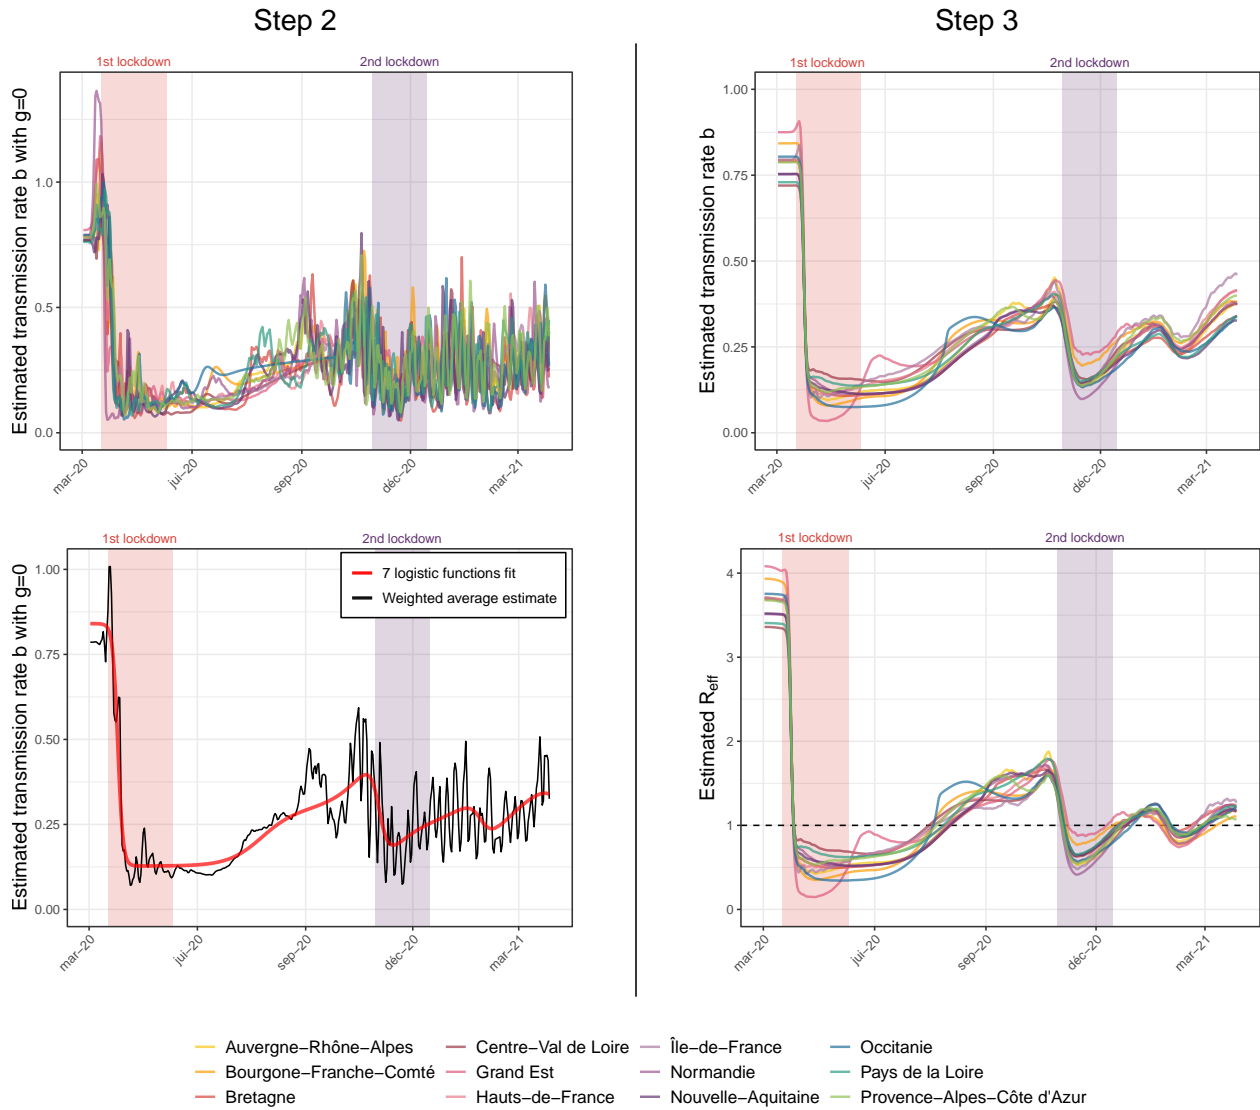 Step 2
Step 3
1st lockdown
2nd lockdown
Estimated transmission rate b with g=0
1.0
0.5
0.0
mar−20
jui−20
sep−20
déc−20
mar−21
1st lockdown
2nd lockdown
Estimated transmission rate b
1.00
0.75
0.50
0.25
0.00
mar−20
jui−20
sep−20
déc−20
mar−21
1st lockdown
2nd lockdown
Estimated transmission rate b with g=0
1.00
0.75
0.50
0.25
0.00
7 logistic functions fit
Weighted average estimate
mar−20
jui−20
sep−20
déc−20
mar−21
1st lockdown
2nd lockdown
Estimated Reff
4
3
2
1
0
mar−20
jui−20
sep−20
déc−20
mar−21
Auvergne−Rhône−Alpes
Bourgone−Franche−Comté
Bretagne
Centre−Val de Loire
Grand Est
Hauts−de−France
Île−de−France
Normandie
Nouvelle−Aquitaine
Occitanie
Pays de la Loire
Provence−Alpes−Côte d'Azur